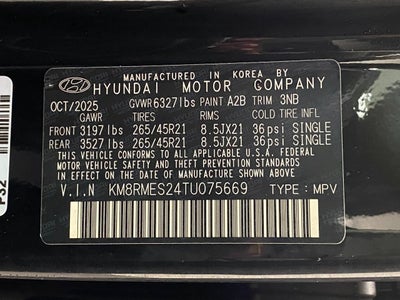 MANUFACTURED IN KOREA BY
HYUNDAI MOTOR COMPANY
OCT/2025 GVWR 6327lbs PAINT A2B TRIM 3NB
GAWR TIRES RIMS COLD TIRE INFL
FRONT 3197 lbs 265/45R21 8.5JX21 36psi SINGLE
REAR 3527 lbs 265/45R21 8.5JX21 36psi SINGLE
THIS VEHICLE CONFORMS TO ALL APPLICABLE
FEDERAL MOTOR VEHICLE SAFETY STANDARDS
IN EFFECT ON THE DATE OF MANUFACTURE
SHOWN ABOVE.
V.I.N KM8RMES24TU075669 TYPE: MPV
P32